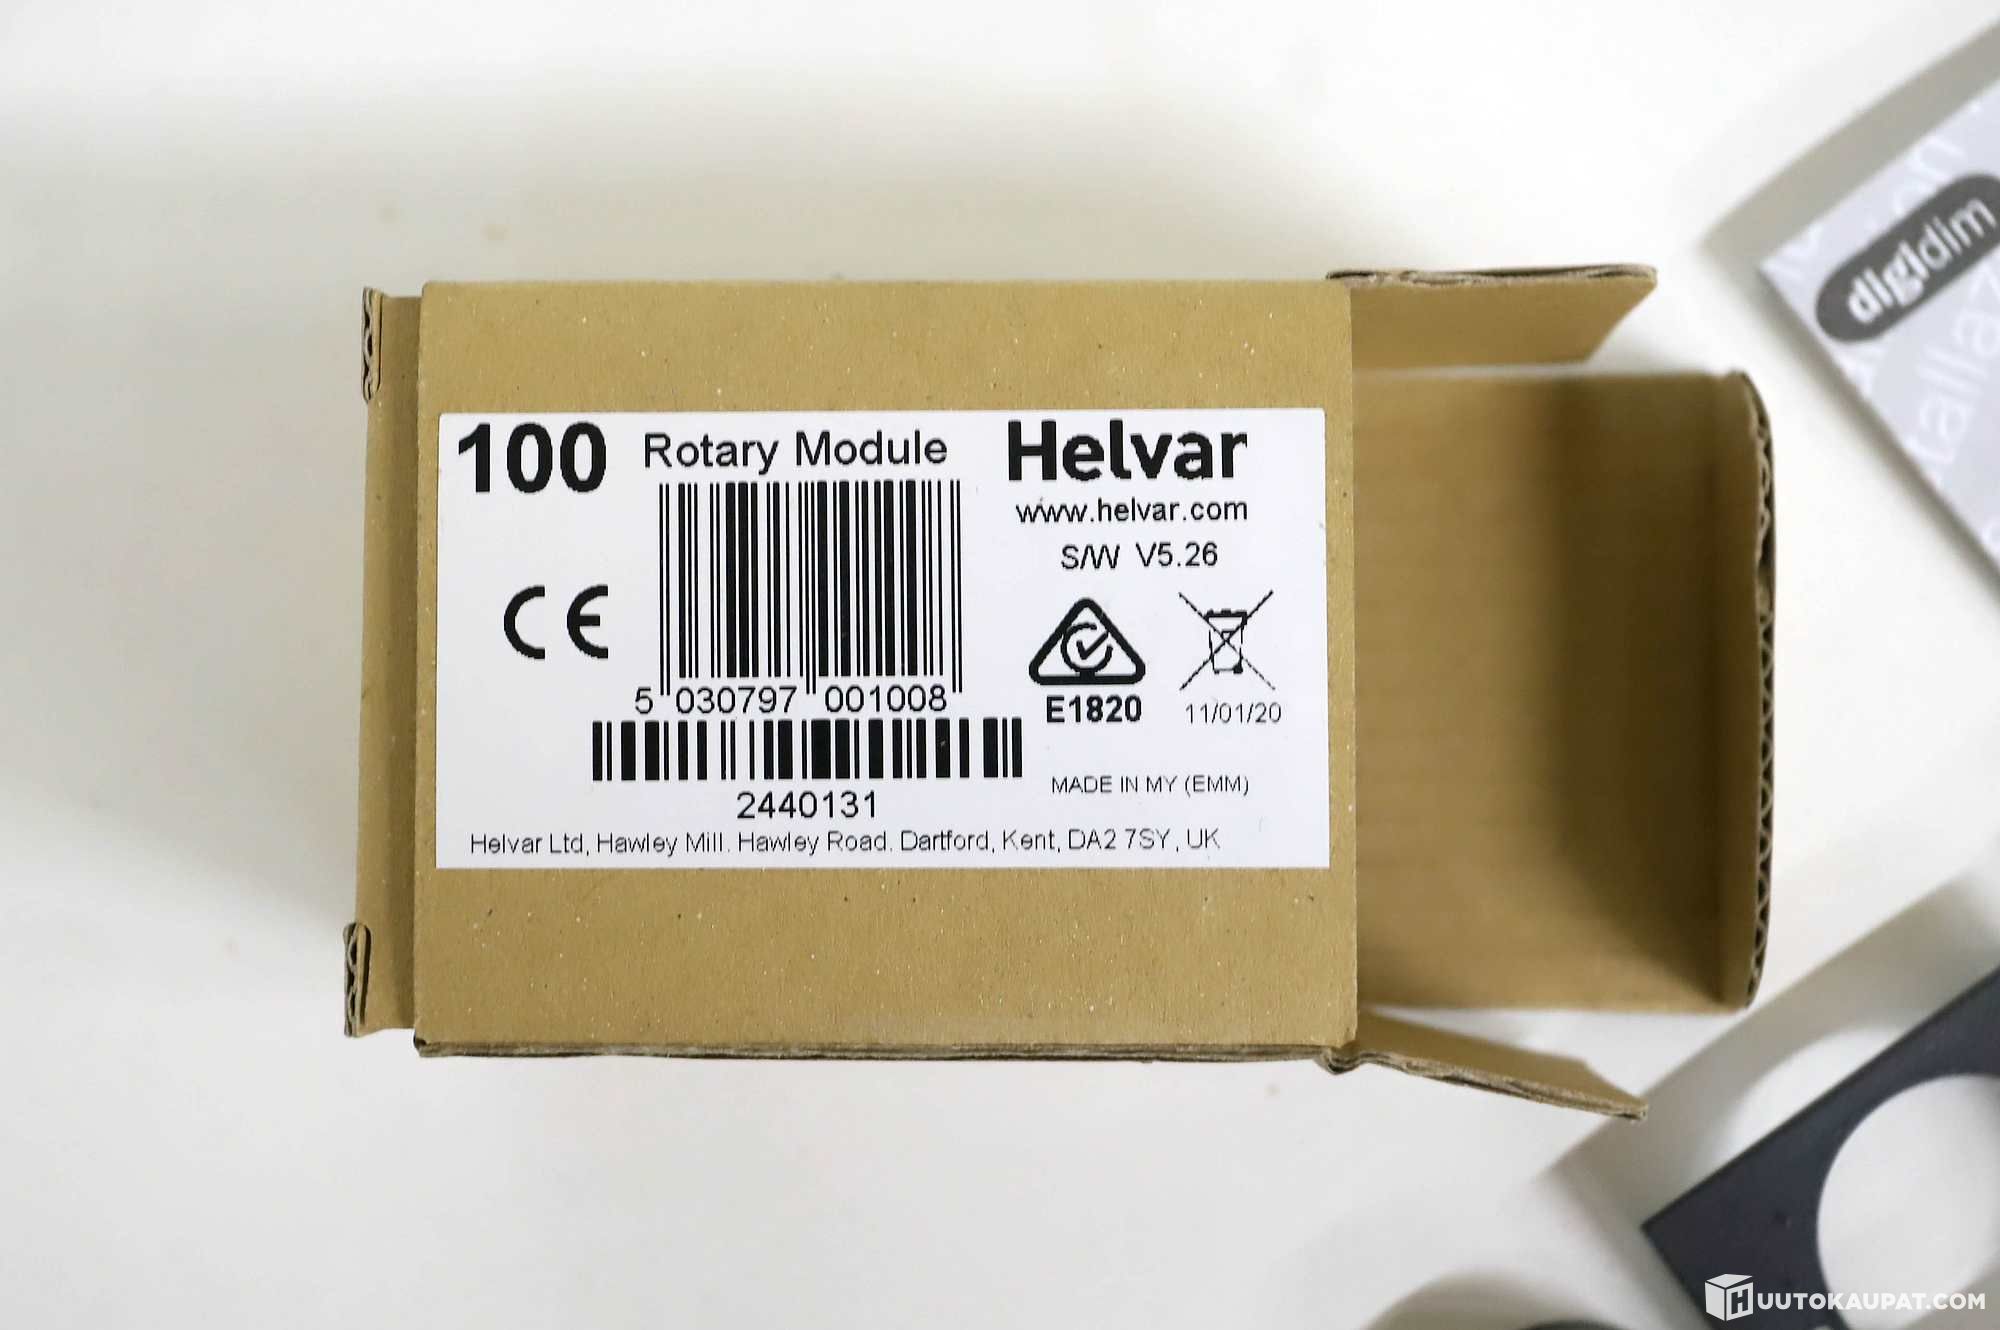 100 Rotary Module Helvar
www.helvar.com
S/W V5.26
CE
5 030797 001008
E1820
11/01/20
MADE IN MY (EMM)
2440131
Helvar Ltd, Hawley Mill. Hawley Road. Dartford, Kent, DA2 7SY, UK
digidim
HUUTOKAUPAT.COM